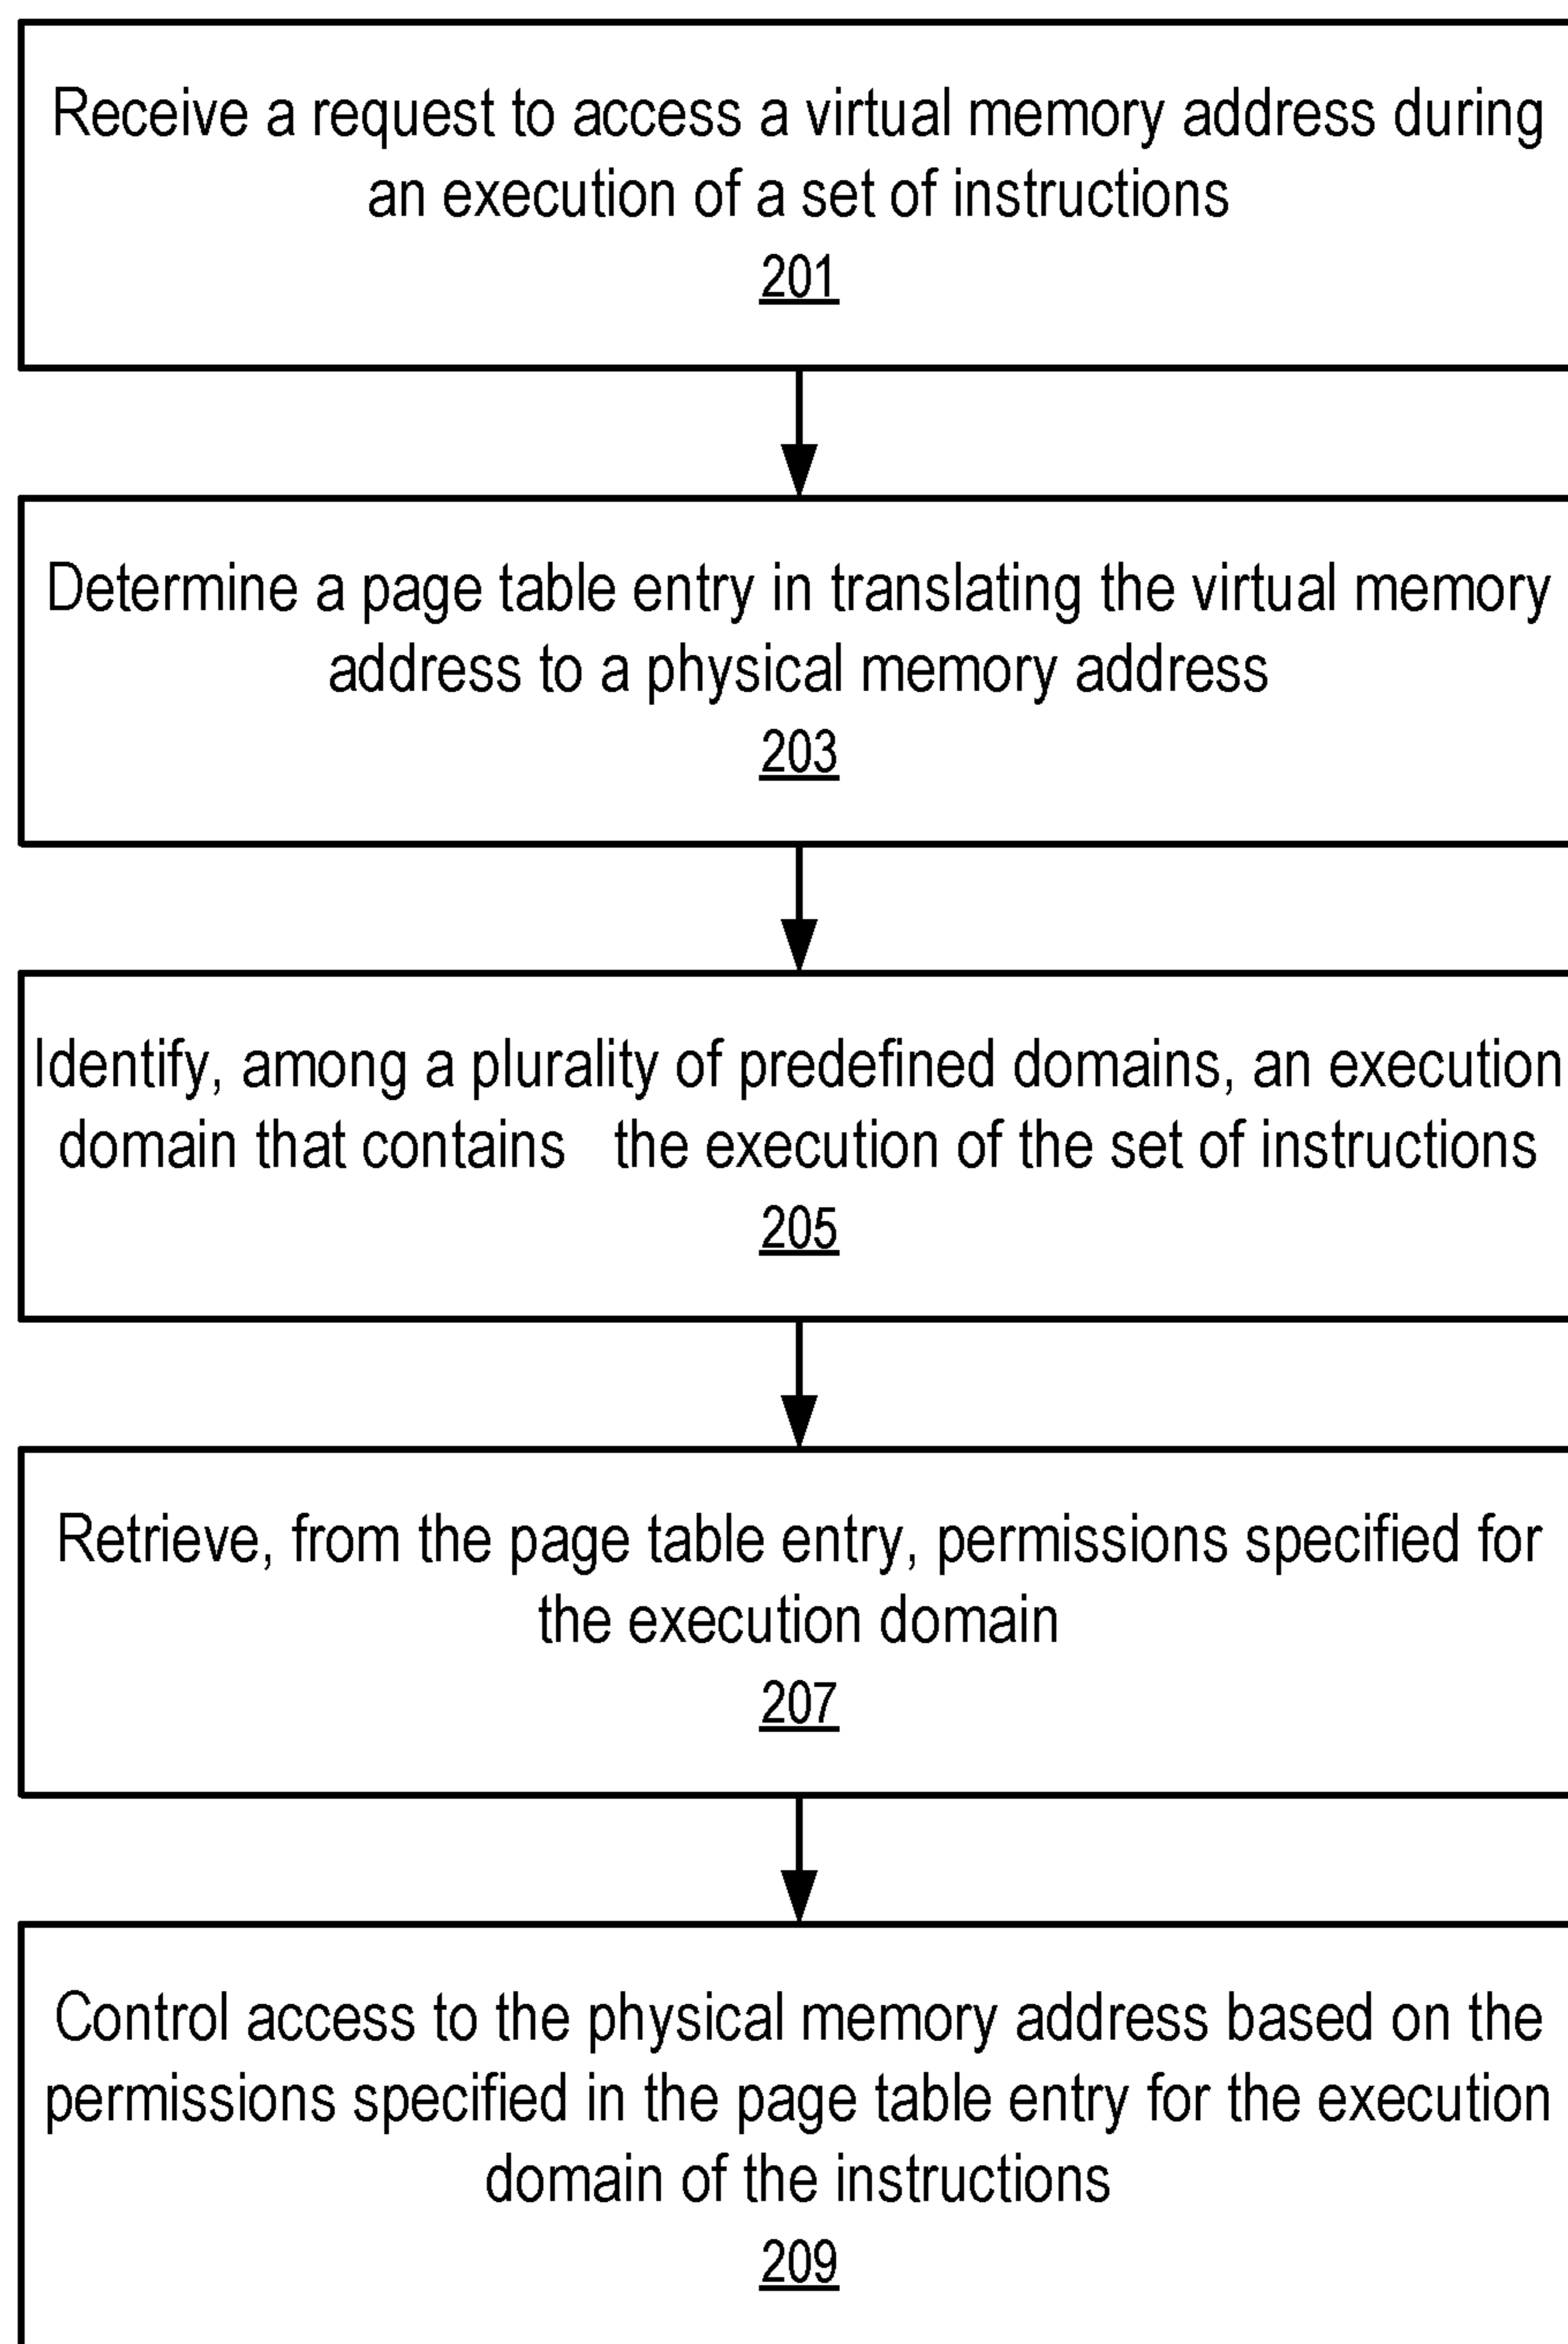 Receive a request to access a virtual memory address during
an execution of a set of instructions
201
Determine a page table entry in translating the virtual memory
address to a physical memory address
203
Identify, among a plurality of predefined domains, an execution
domain that contains the execution of the set of instructions
205
Retrieve, from the page table entry, permissions specified for
the execution domain
207
Control access to the physical memory address based on the
permissions specified in the page table entry for the execution
domain of the instructions
209